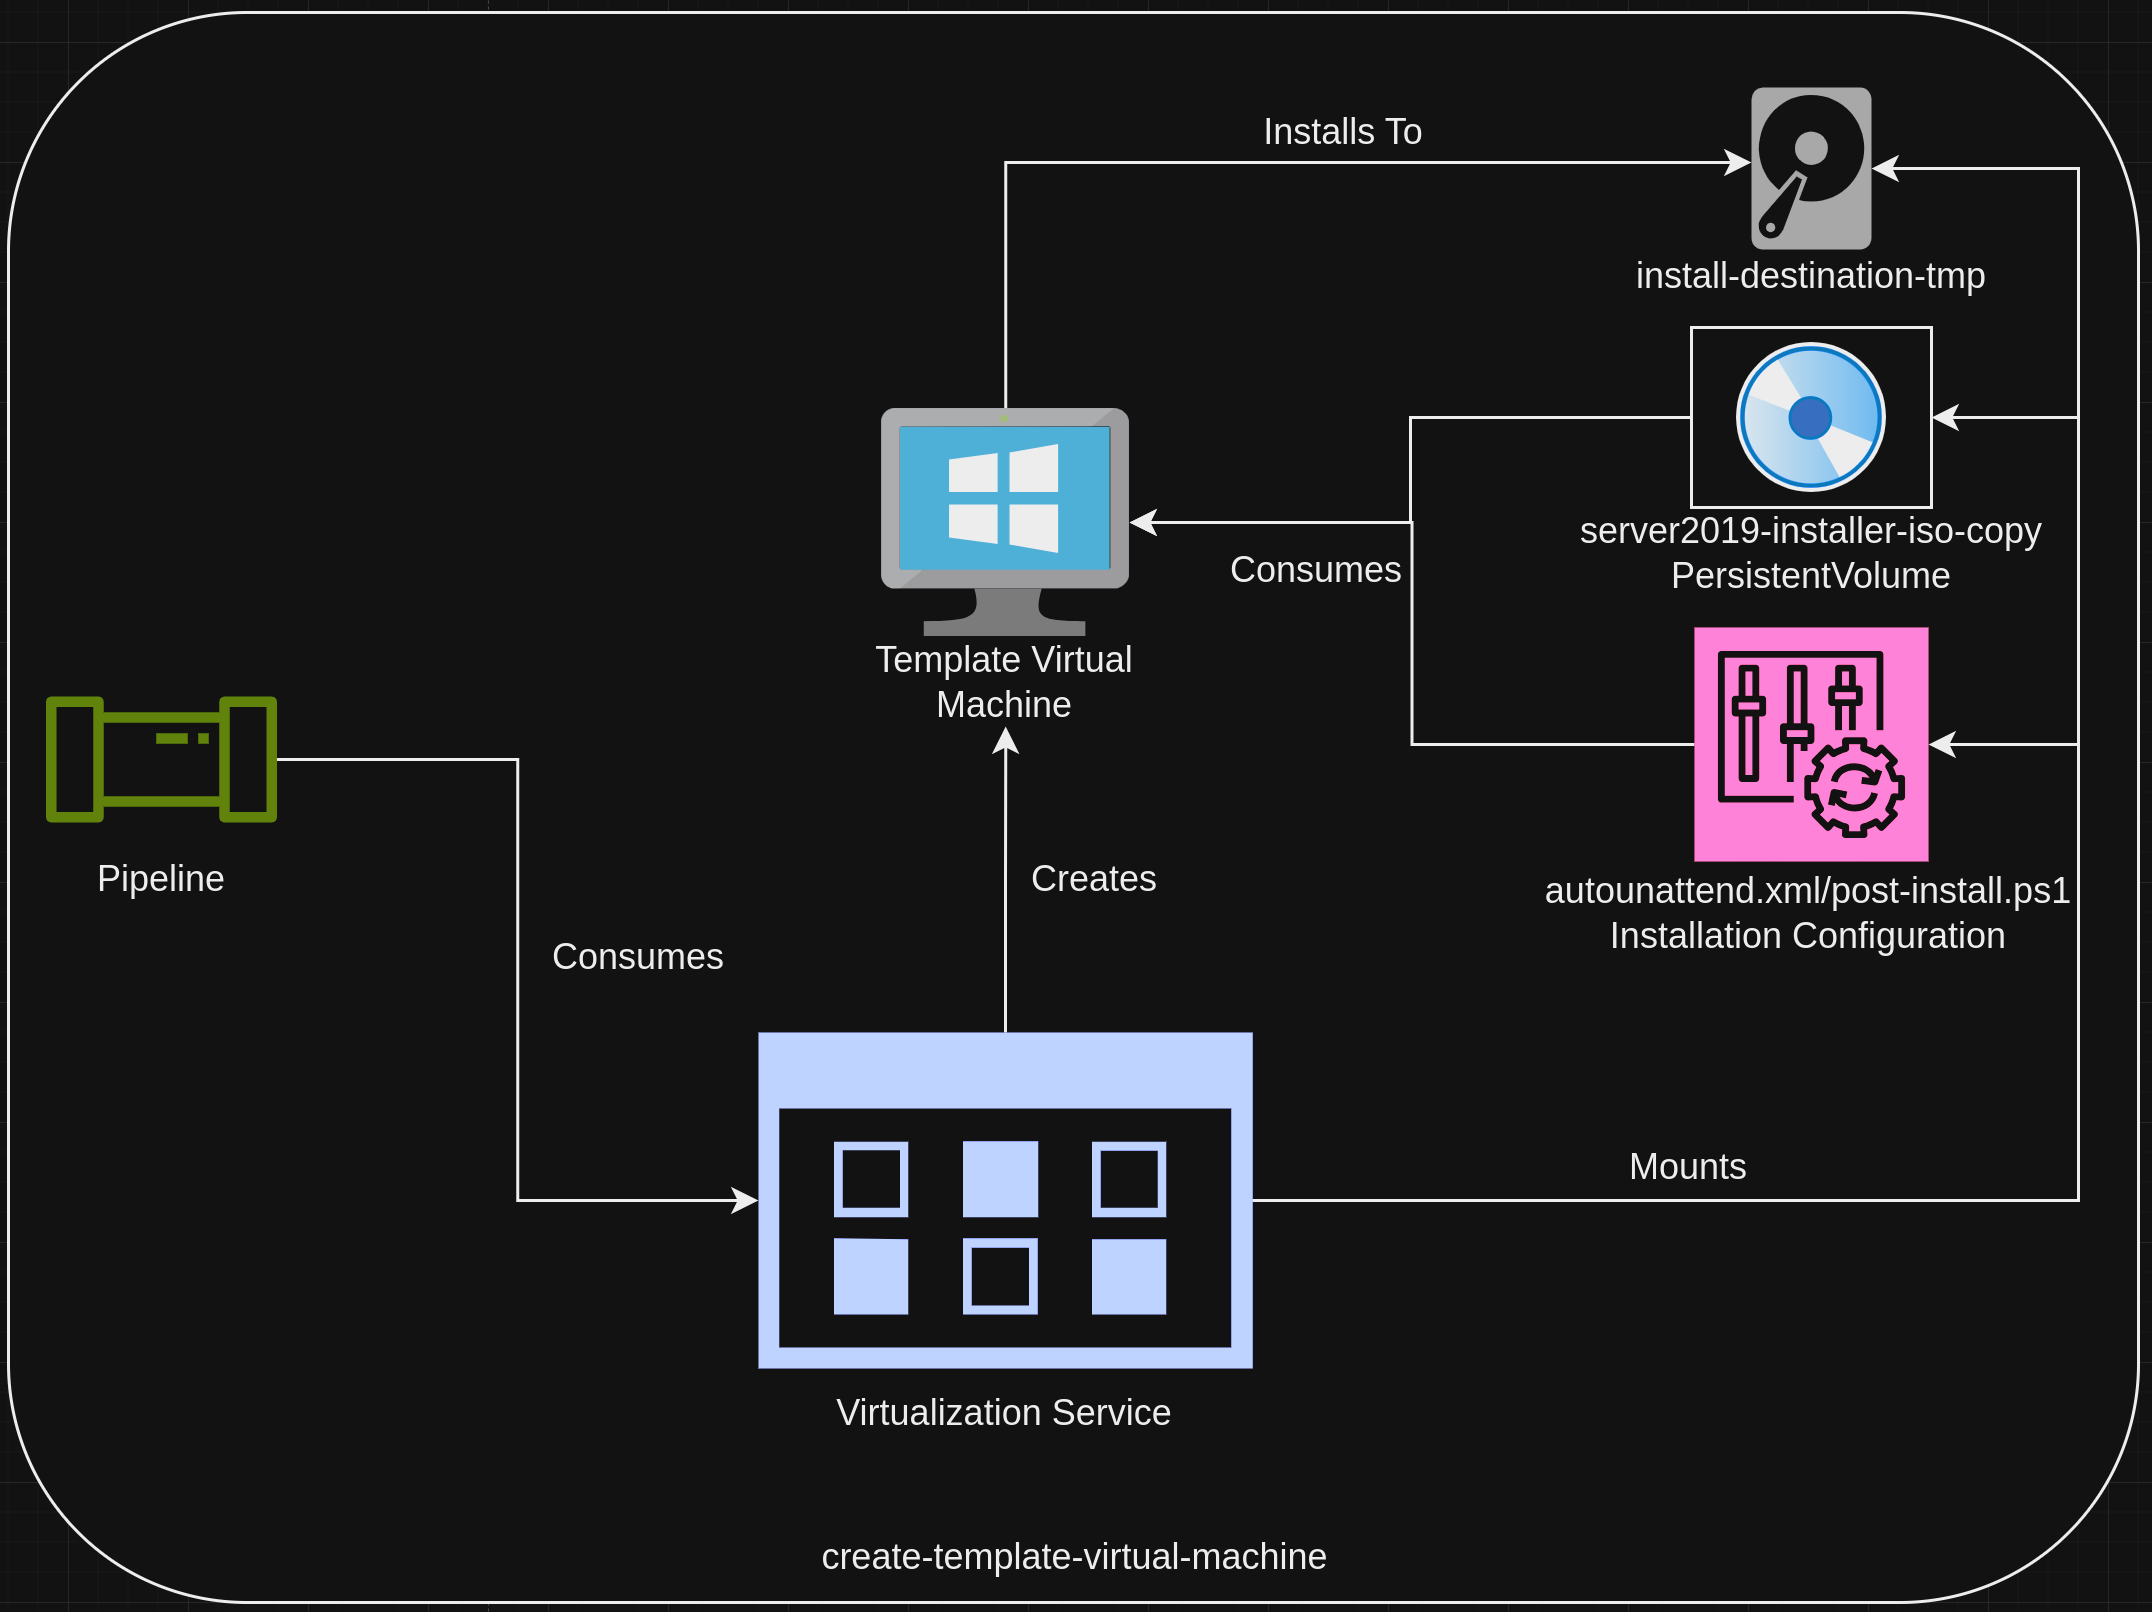 Installs To
install-destination-tmp
server2019-installer-iso-copy
PersistentVolume
Consumes
Template Virtual
Machine
Pipeline
Creates
autounattend.xml/post-install.ps1
Installation Configuration
Consumes
Mounts
Virtualization Service
create-template-virtual-machine